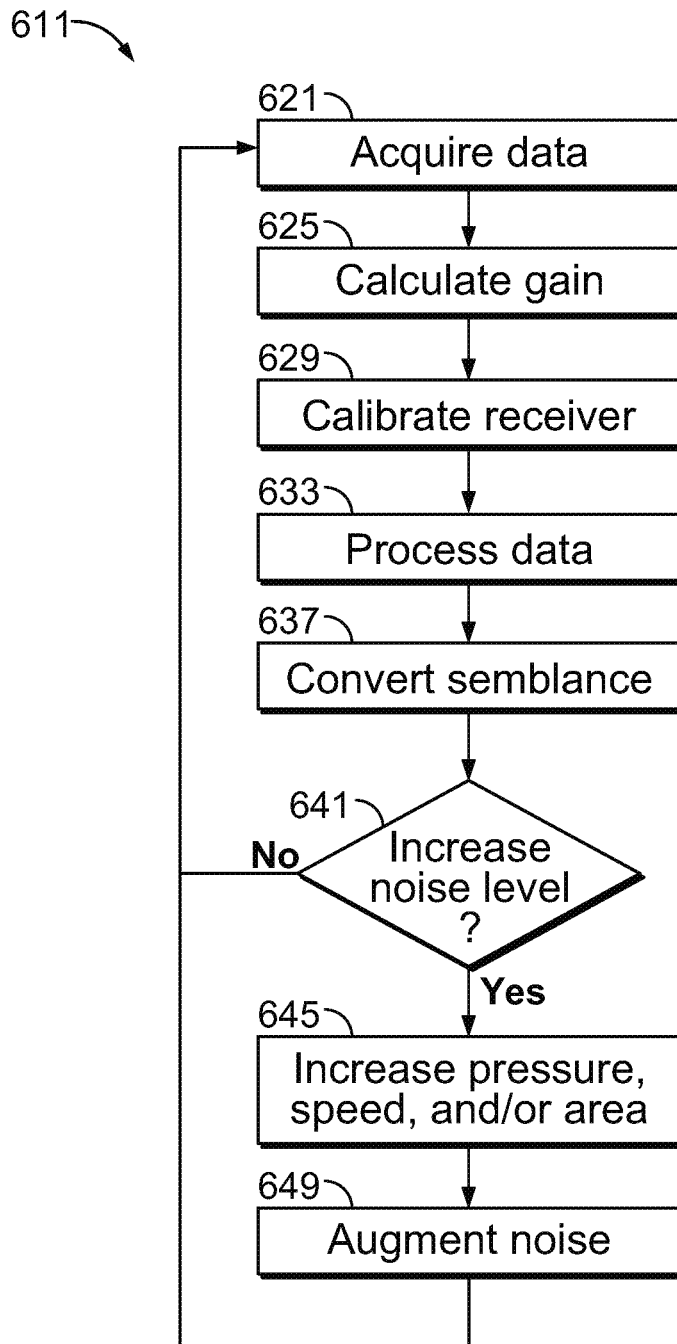 611
621
Acquire data
625
Calculate gain
629
Calibrate receiver
633
Process data
637
Convert semblance
641
Increase
noise level
?
No
Yes
645
Increase pressure,
speed, and/or area
649
Augment noise